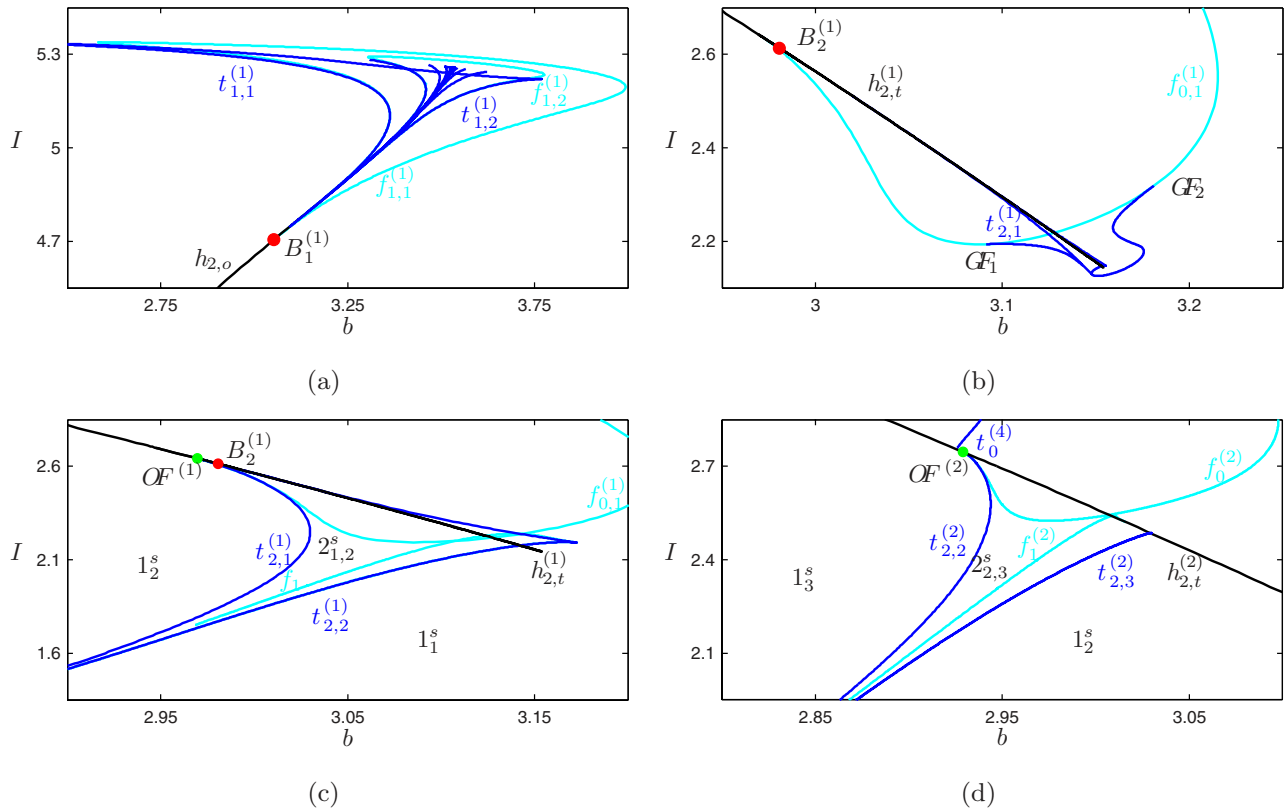 5.3
5
4.7
I
2.75
3.25
3.75
b
t_{1,1}^{(1)}
f_{1,2}^{(1)}
t_{1,2}^{(1)}
f_{1,1}^{(1)}
B_1^{(1)}
h_{2,o}
(a)
2.6
2.4
2.2
I
3
3.1
3.2
b
B_2^{(1)}
h_{2,t}^{(1)}
f_{0,1}^{(1)}
GF_2
t_{2,1}^{(1)}
GF_1
(b)
2.6
2.1
1.6
I
2.95
3.05
3.15
b
B_2^{(1)}
OF^{(1)}
f_{0,1}^{(1)}
t_{2,1}^{(1)}
2_{1,2}^s
1_2^s
f_1
h_{2,t}^{(1)}
t_{2,2}^{(1)}
1_1^s
(c)
2.7
2.4
2.1
I
2.85
2.95
3.05
b
t_0^{(4)}
OF^{(2)}
f_0^{(2)}
t_{2,2}^{(2)}
f_1^{(2)}
2_{2,3}^s
1_3^s
t_{2,3}^{(2)}
h_{2,t}^{(2)}
1_2^s
(d)